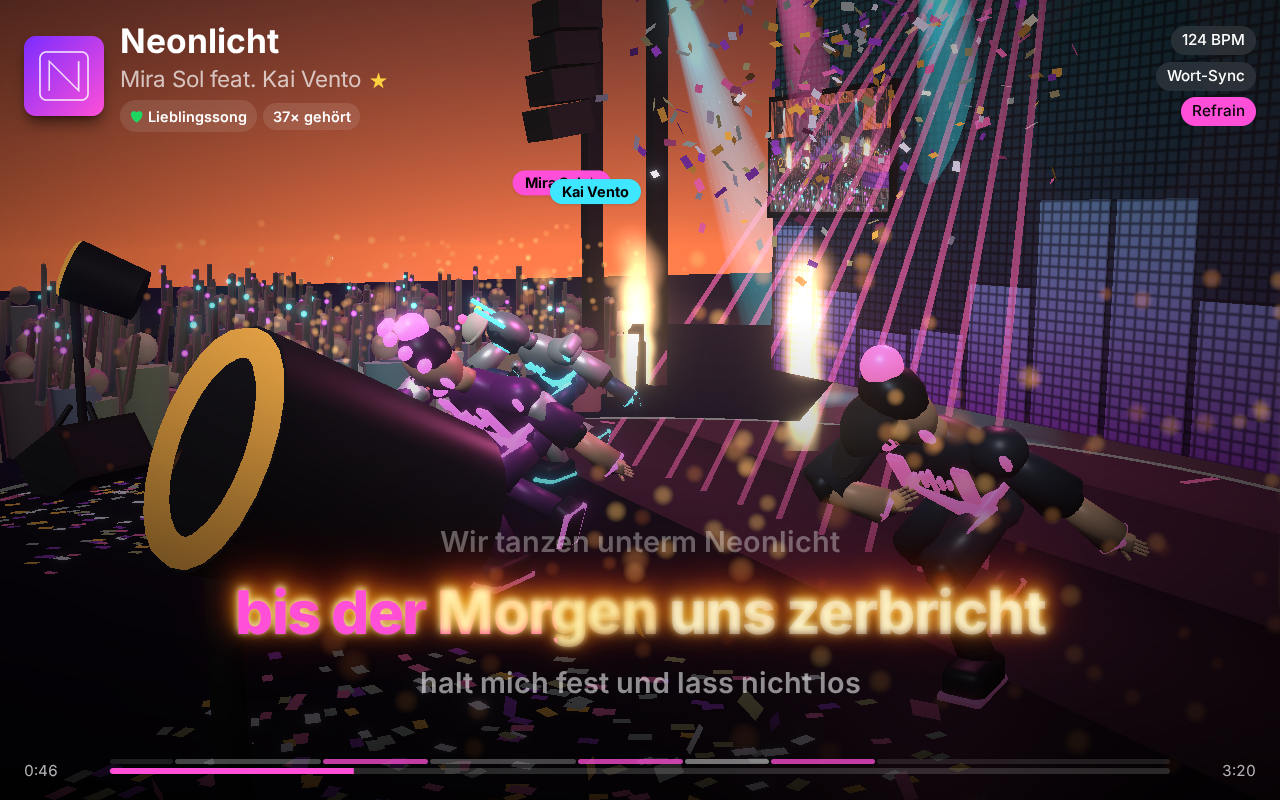 Neonlicht
Mira Sol feat. Kai Vento
Lieblingssong
37× gehört
124 BPM
Wort-Sync
Refrain
Mira
Kai Vento
Wir tanzen unterm Neonlicht
bis der Morgen uns zerbricht
halt mich fest und lass nicht los
0:46
3:20